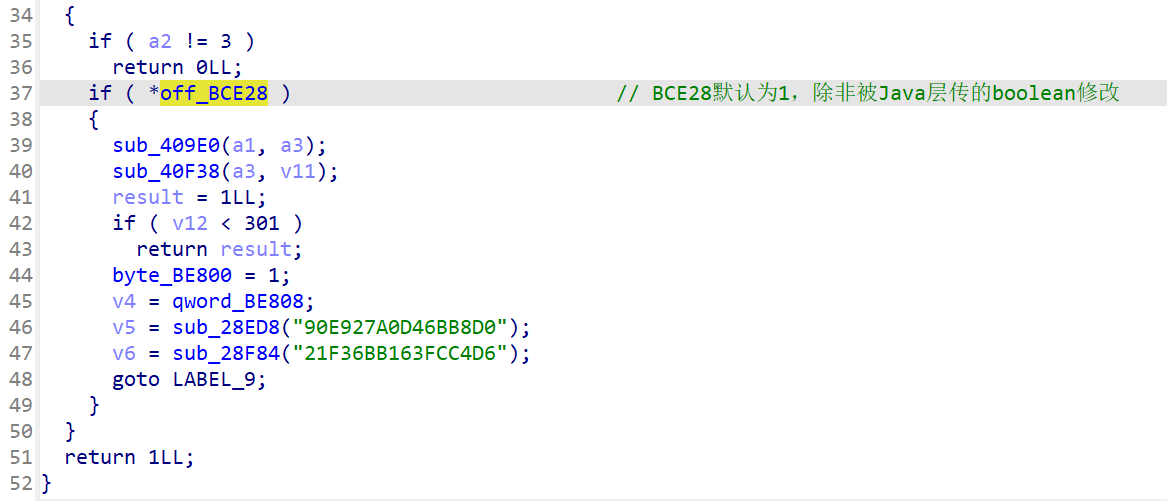 34 {
35 if ( a2 != 3 )
36 return 0LL;
37 if ( *off_BCE28 ) // BCE28默认为1，除非被Java层传的boolean修改
38 {
39 sub_409E0(a1, a3);
40 sub_40F38(a3, v11);
41 result = 1LL;
42 if ( v12 < 301 )
43 return result;
44 byte_BE800 = 1;
45 v4 = qword_BE808;
46 v5 = sub_28ED8("90E927A0D46BB8D0");
47 v6 = sub_28F84("21F36BB163FCC4D6");
48 goto LABEL_9;
49 }
50 }
51 return 1LL;
52 }